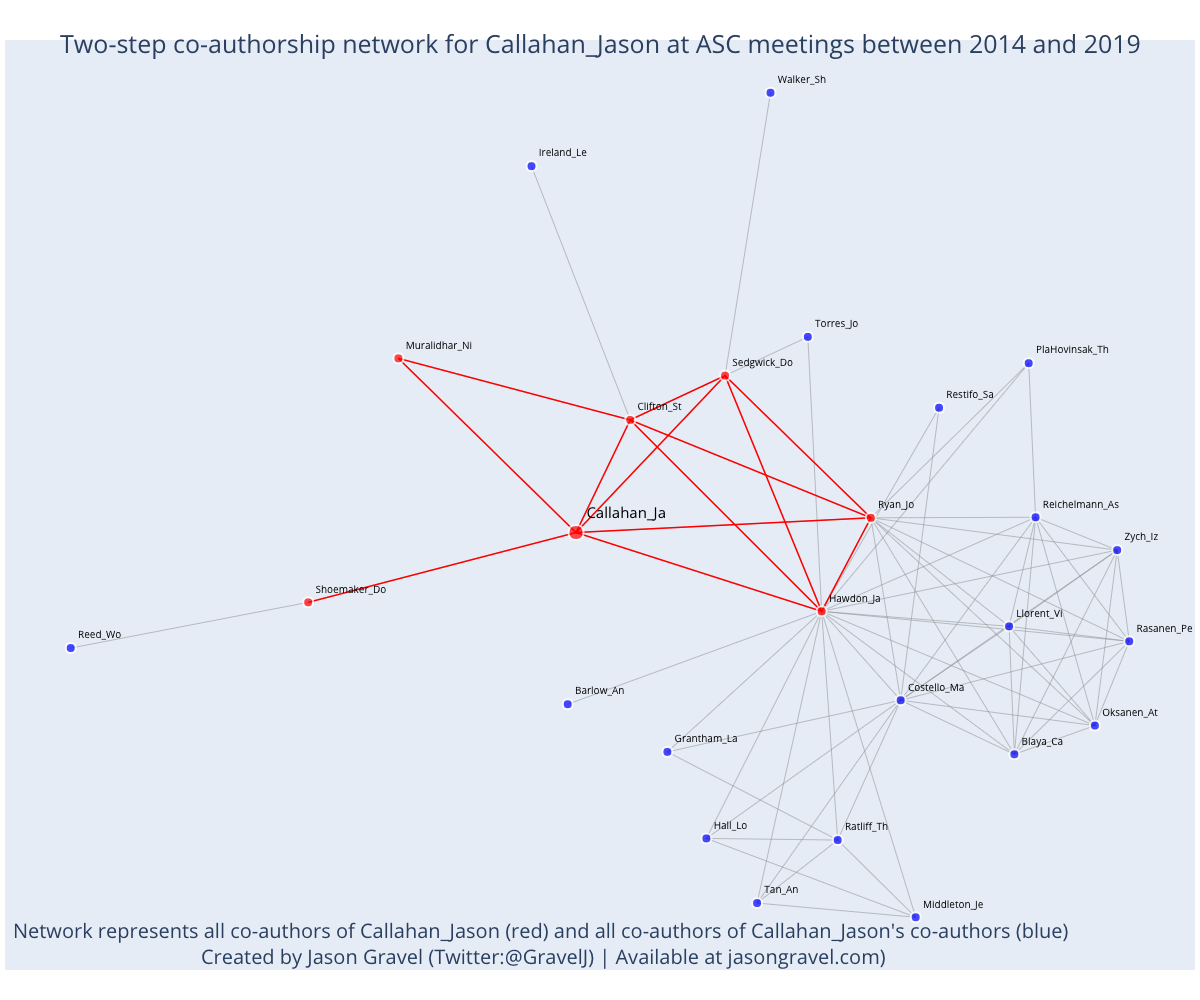 Two-step co-authorship network for Callahan_Jason at ASC meetings between 2014 and 2019
Walker_Sh
Ireland_Le
Torres_Jo
Muralidhar_Ni
PlaHovinsak_Th
Sedgwick_Do
Restifo_Sa
Clifton_St
Ryan_Jo
Reichelmann_As
Callahan_Ja
Zych_Iz
Shoemaker_Do
Hawdon_Ja
Llorent_Vi
Reed_Wo
Rasanen_Pe
Barlow_An
Costello_Ma
Oksanen_At
Grantham_La
Blaya_Ca
Hall_Lo
Ratliff_Th
Tan_An
Middleton_Je
Network represents all co-authors of Callahan_Jason (red) and all co-authors of Callahan_Jason's co-authors (blue)
Created by Jason Gravel (Twitter:@GravelJ) | Available at jasongravel.com)